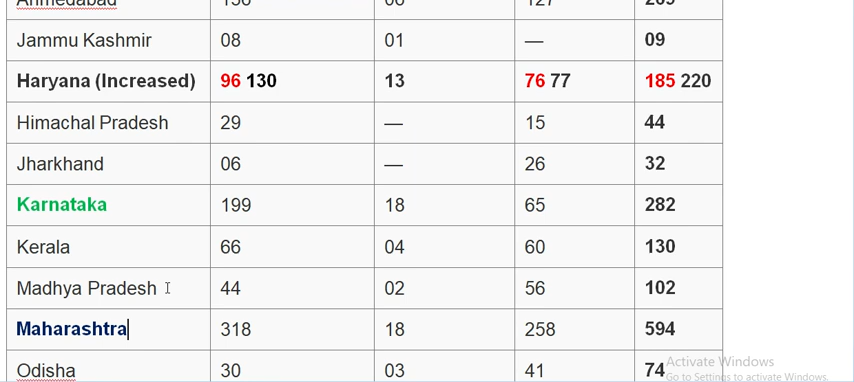 Ahmedabad 06 127
Jammu Kashmir 08 01 — 09
Haryana (Increased) 96 130 13 76 77 185 220
Himachal Pradesh 29 — 15 44
Jharkhand 06 — 26 32
Karnataka 199 18 65 282
Kerala 66 04 60 130
Madhya Pradesh 44 02 56 102
Maharashtra 318 18 258 594
Odisha 30 03 41 74
Activate Windows
Go to Settings to activate Windows.